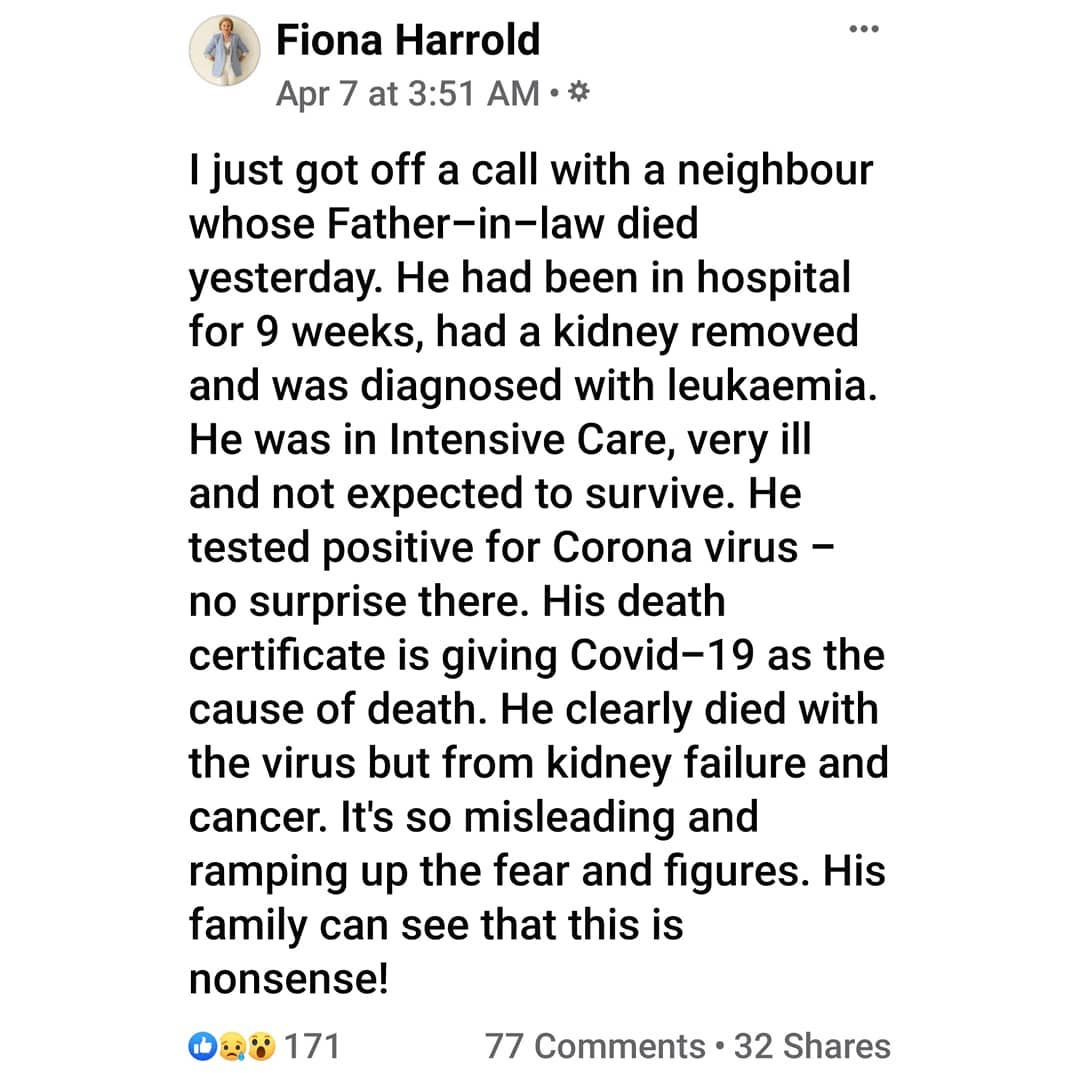 Fiona Harrold
Apr 7 at 3:51 AM •
I just got off a call with a neighbour
whose Father-in-law died
yesterday. He had been in hospital
for 9 weeks, had a kidney removed
and was diagnosed with leukaemia.
He was in Intensive Care, very ill
and not expected to survive. He
tested positive for Corona virus –
no surprise there. His death
certificate is giving Covid-19 as the
cause of death. He clearly died with
the virus but from kidney failure and
cancer. It's so misleading and
ramping up the fear and figures. His
family can see that this is
nonsense!
171 77 Comments • 32 Shares